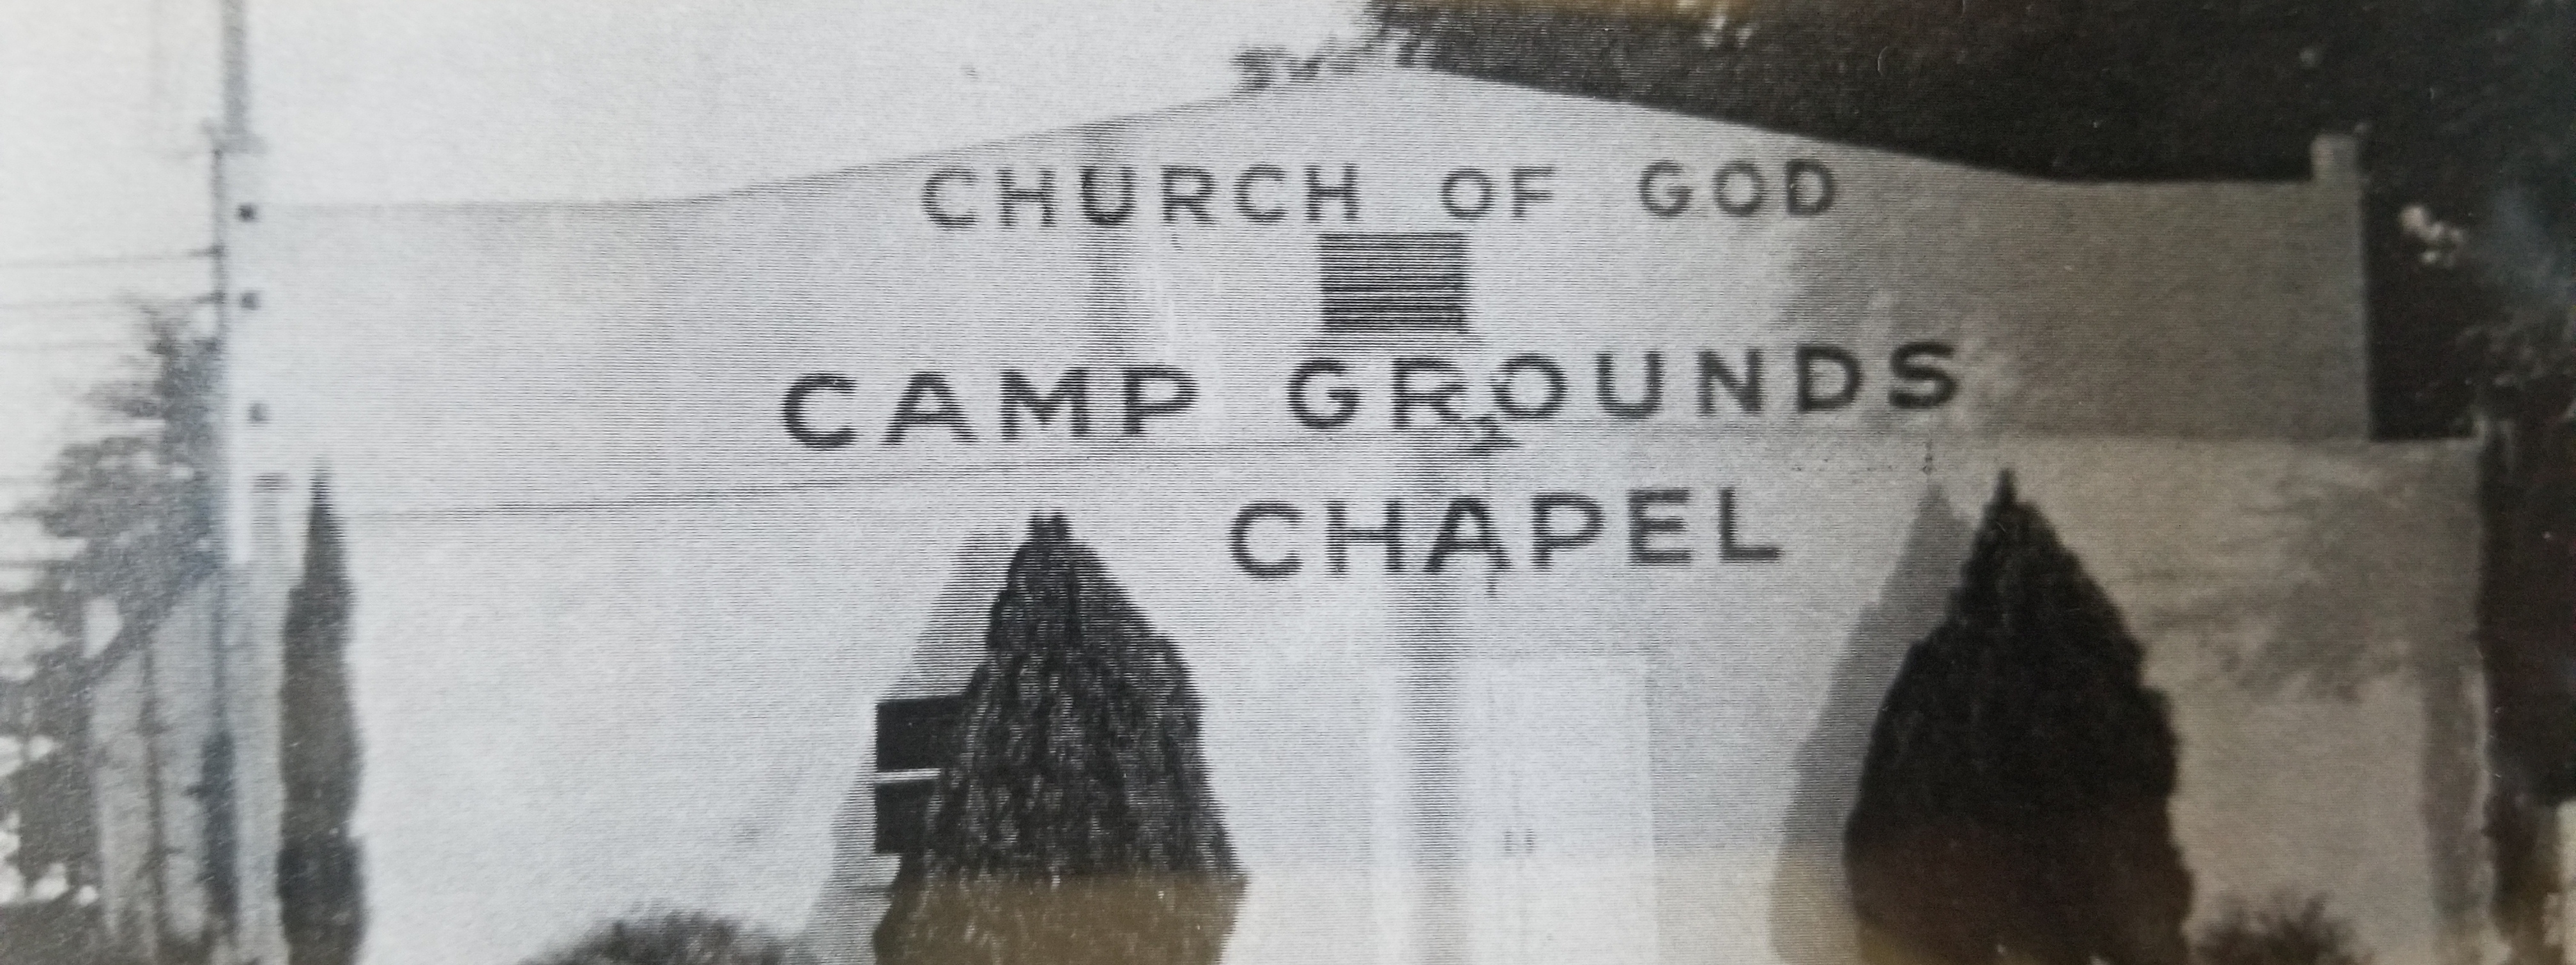 CHURCH OF GOD
CAMP GROUNDS
CHAPEL